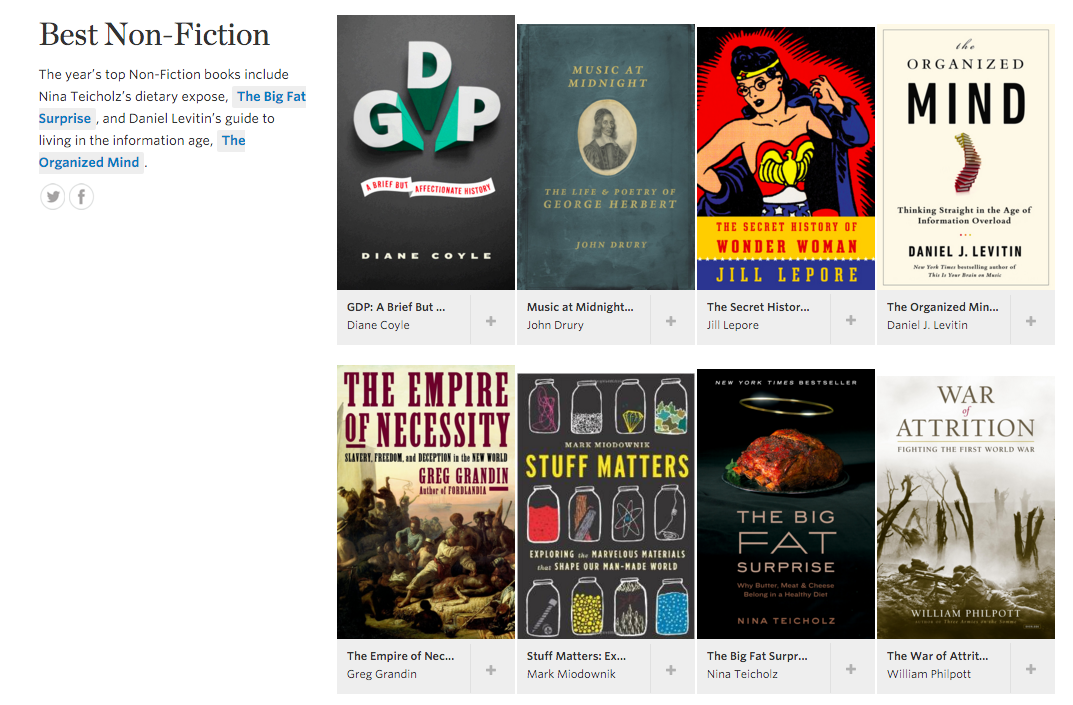 Best Non-Fiction
The year's top Non-Fiction books include
Nina Teicholz's dietary expose, The Big Fat
Surprise , and Daniel Levitin's guide to
living in the information age, The
Organized Mind .
GDP
A BRIEF BUT AFFECTIONATE HISTORY
DIANE COYLE
GDP: A Brief But ...
Diane Coyle
MUSIC AT
MIDNIGHT
THE LIFE & POETRY OF
GEORGE HERBERT
JOHN DRURY
Music at Midnight...
John Drury
THE SECRET HISTORY OF
WONDER WOMAN
JILL LEPORE
The Secret Histor...
Jill Lepore
the
ORGANIZED
MIND
Thinking Straight in the Age of
Information Overload
DANIEL J. LEVITIN
New York Times bestselling author of
This Is Your Brain on Music
The Organized Min...
Daniel J. Levitin
THE EMPIRE
OF NECESSITY
SLAVERY, FREEDOM, and DECEPTION in the NEW WORLD
GREG GRANDIN
Author of FORDLANDIA
The Empire of Nec...
Greg Grandin
MARK MIODOWNIK
STUFF MATTERS
EXPLORING the MARVELOUS MATERIALS
that SHAPE OUR MAN-MADE WORLD
Stuff Matters: Ex...
Mark Miodownik
NEW YORK TIMES BESTSELLER
THE BIG
FAT
SURPRISE
Why Butter, Meat & Cheese
Belong in a Healthy Diet
NINA TEICHOLZ
The Big Fat Surpr...
Nina Teicholz
WAR
of
ATTRITION
FIGHTING THE FIRST WORLD WAR
WILLIAM PHILPOTT
AUTHOR OF Three Armies on the Somme
The War of Attrit...
William Philpott